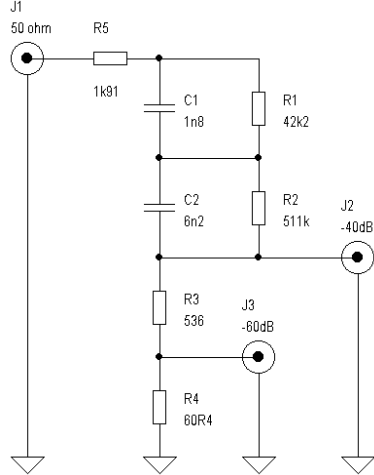 J1
50 ohm
R5
1k91
C1
1n8
R1
42k2
C2
6n2
R2
511k
J2
-40dB
R3
536
J3
-60dB
R4
60R4